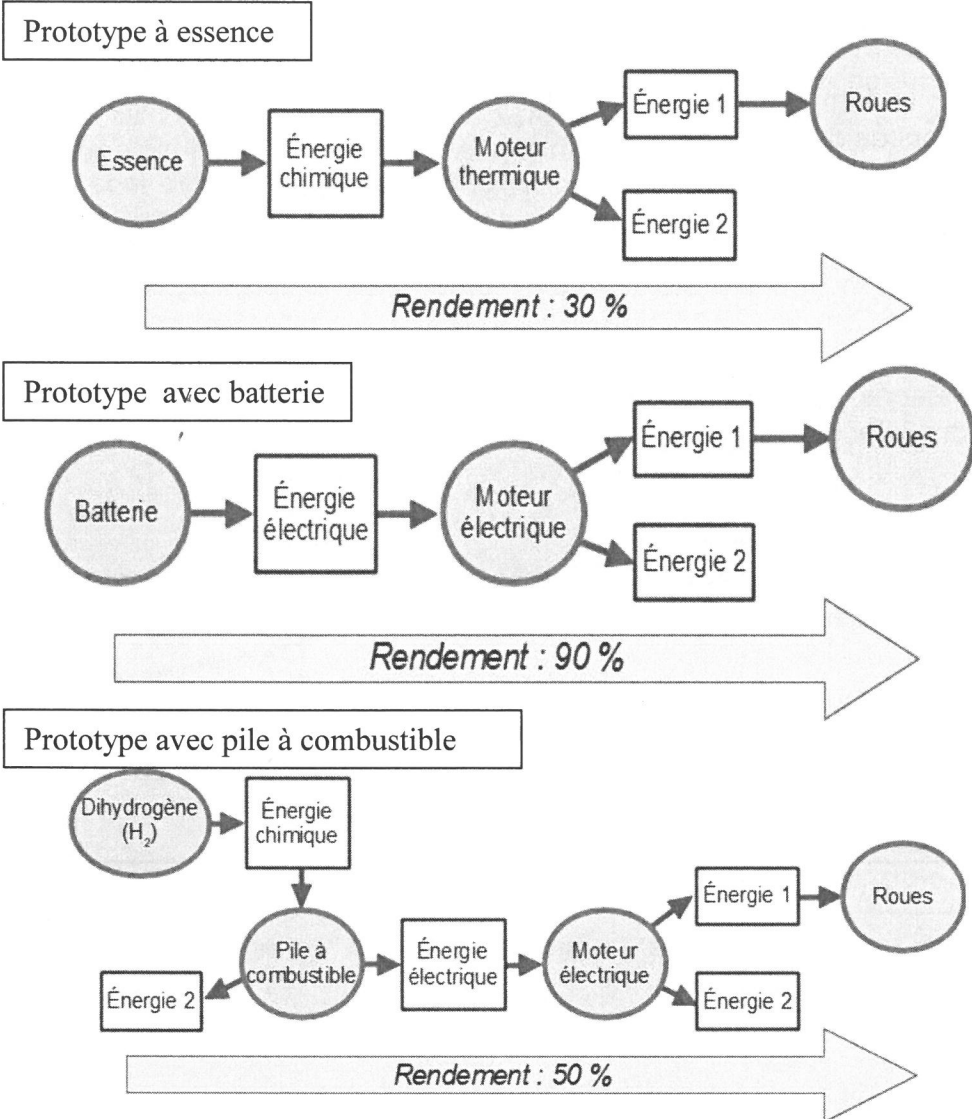 Prototype à essence
Essence
Énergie
chimique
Moteur
thermique
Énergie 1
Roues
Énergie 2
Rendement : 30 %
Prototype avec batterie
Batterie
Énergie
électrique
Moteur
électrique
Énergie 1
Roues
Énergie 2
Rendement : 90 %
Prototype avec pile à combustible
Dihydrogène
(H₂)
Énergie
chimique
Pile à
combustible
Énergie 2
Énergie
électrique
Moteur
électrique
Énergie 1
Roues
Énergie 2
Rendement : 50 %